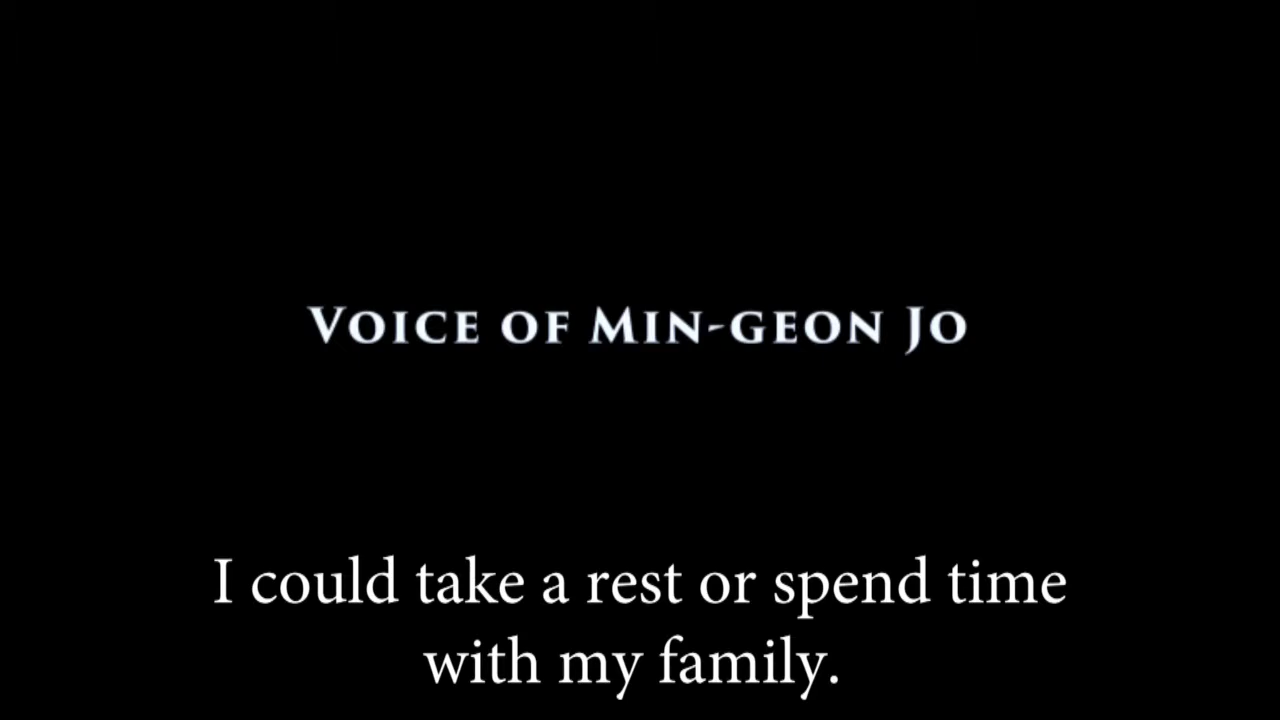 Voice of Min-geon Jo
I could take a rest or spend time
with my family.